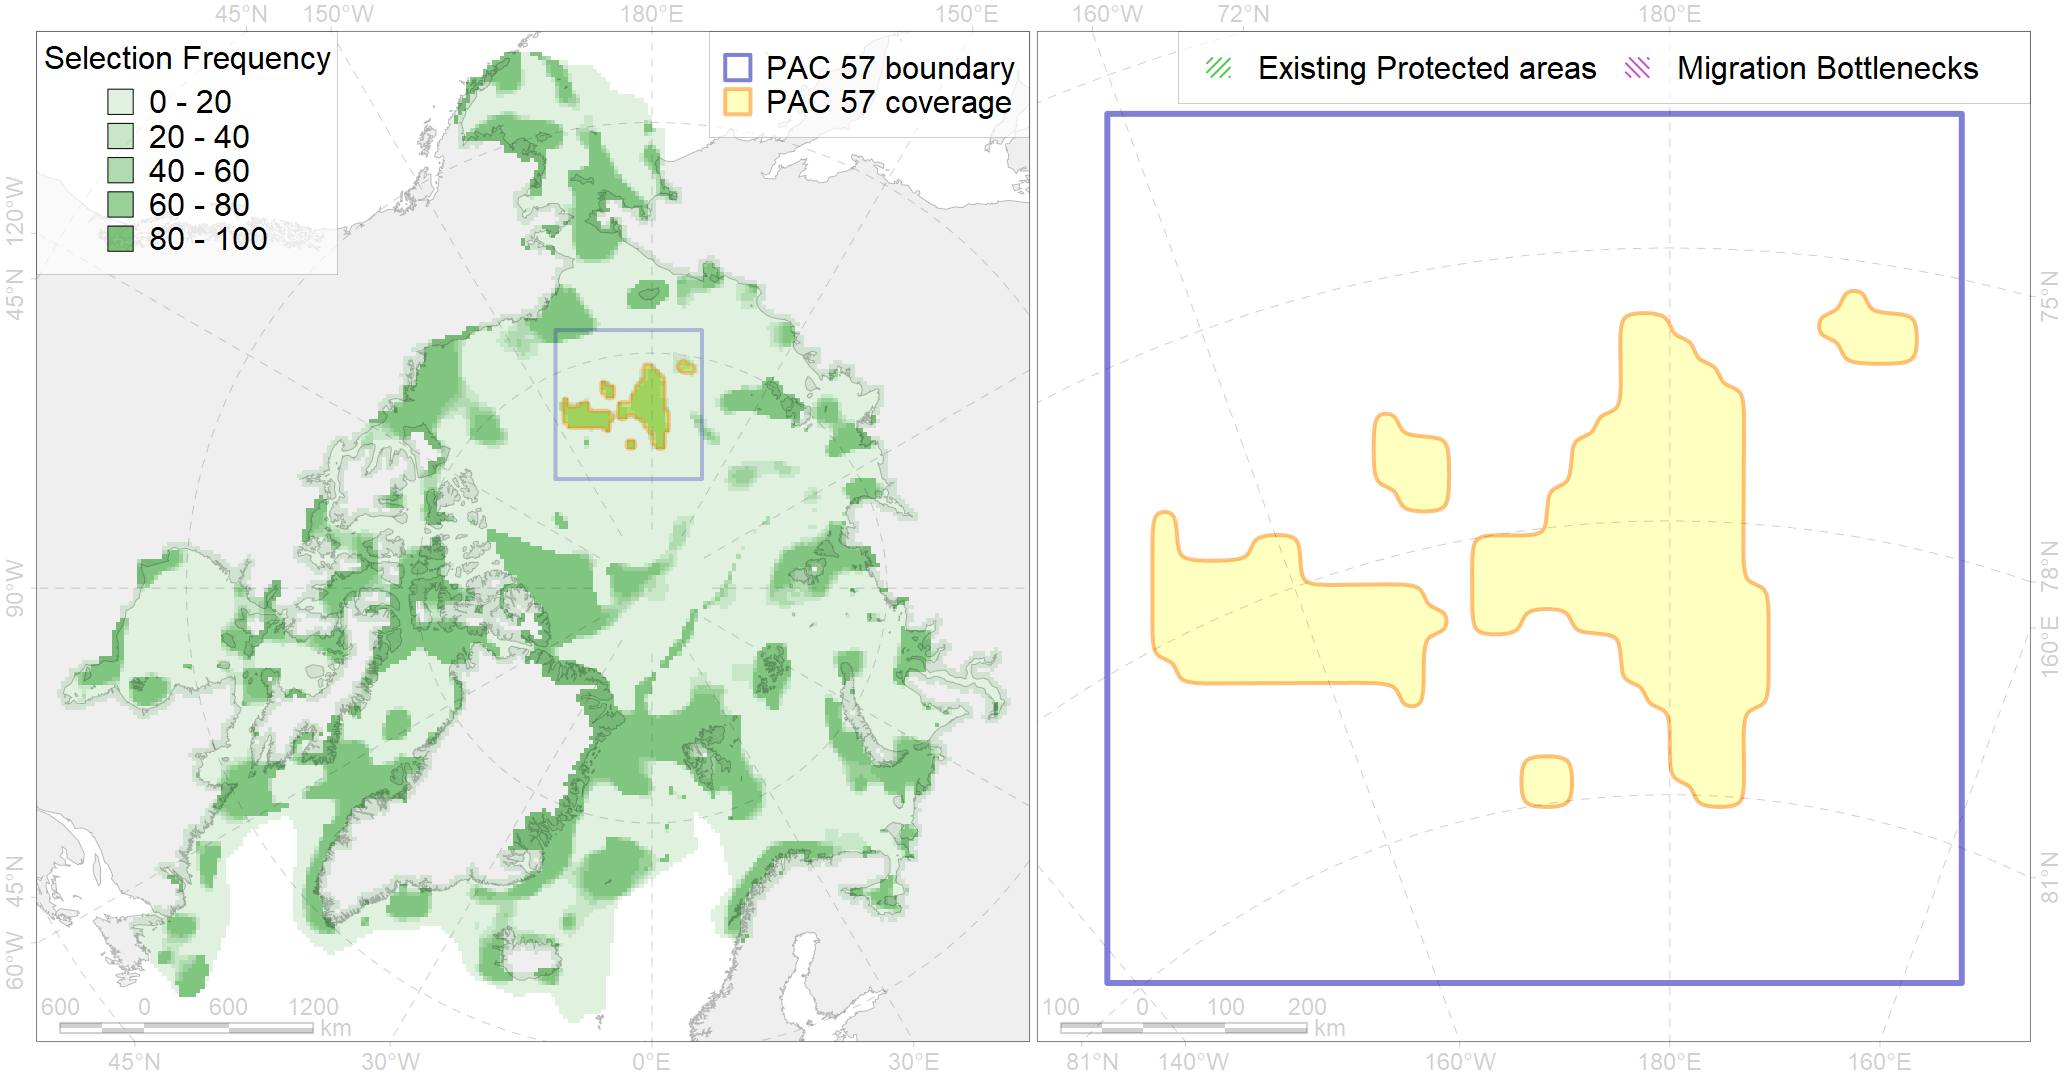 45°N 150°W 180°E 150°E 160°W 72°N 180°E
Selection Frequency
0 - 20
20 - 40
40 - 60
60 - 80
80 - 100
PAC 57 boundary
PAC 57 coverage
Existing Protected areas
Migration Bottlenecks
120°W
45°N
90°W
45°N
60°W
75°N
78°N
160°E
81°N
600 0 600 1200 km
100 0 100 200 km
45°N 30°W 0°E 30°E 81°N 140°W 160°W 180°E 160°E